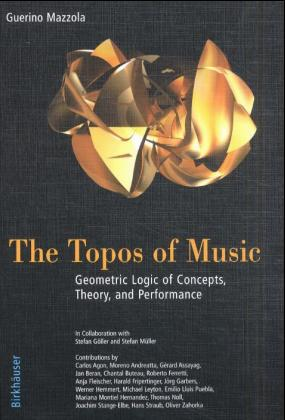 Guerino Mazzola
The Topos of Music
Geometric Logic of Concepts,
Theory, and Performance
In Collaboration with
Stefan Göller and Stefan Müller
Contributions by
Carlos Agon, Moreno Andreatta, Gérard Assayag,
Jan Beran, Chantal Buteau, Roberto Ferretti,
Anja Fleischer, Harald Fripertinger, Jörg Garbers,
Werner Hemmert, Michael Leyton, Emilio Lluis Puebla,
Mariana Montiel Hernandez, Thomas Noll,
Joachim Stange-Elbe, Hans Straub, Oliver Zahorka
Birkhäuser